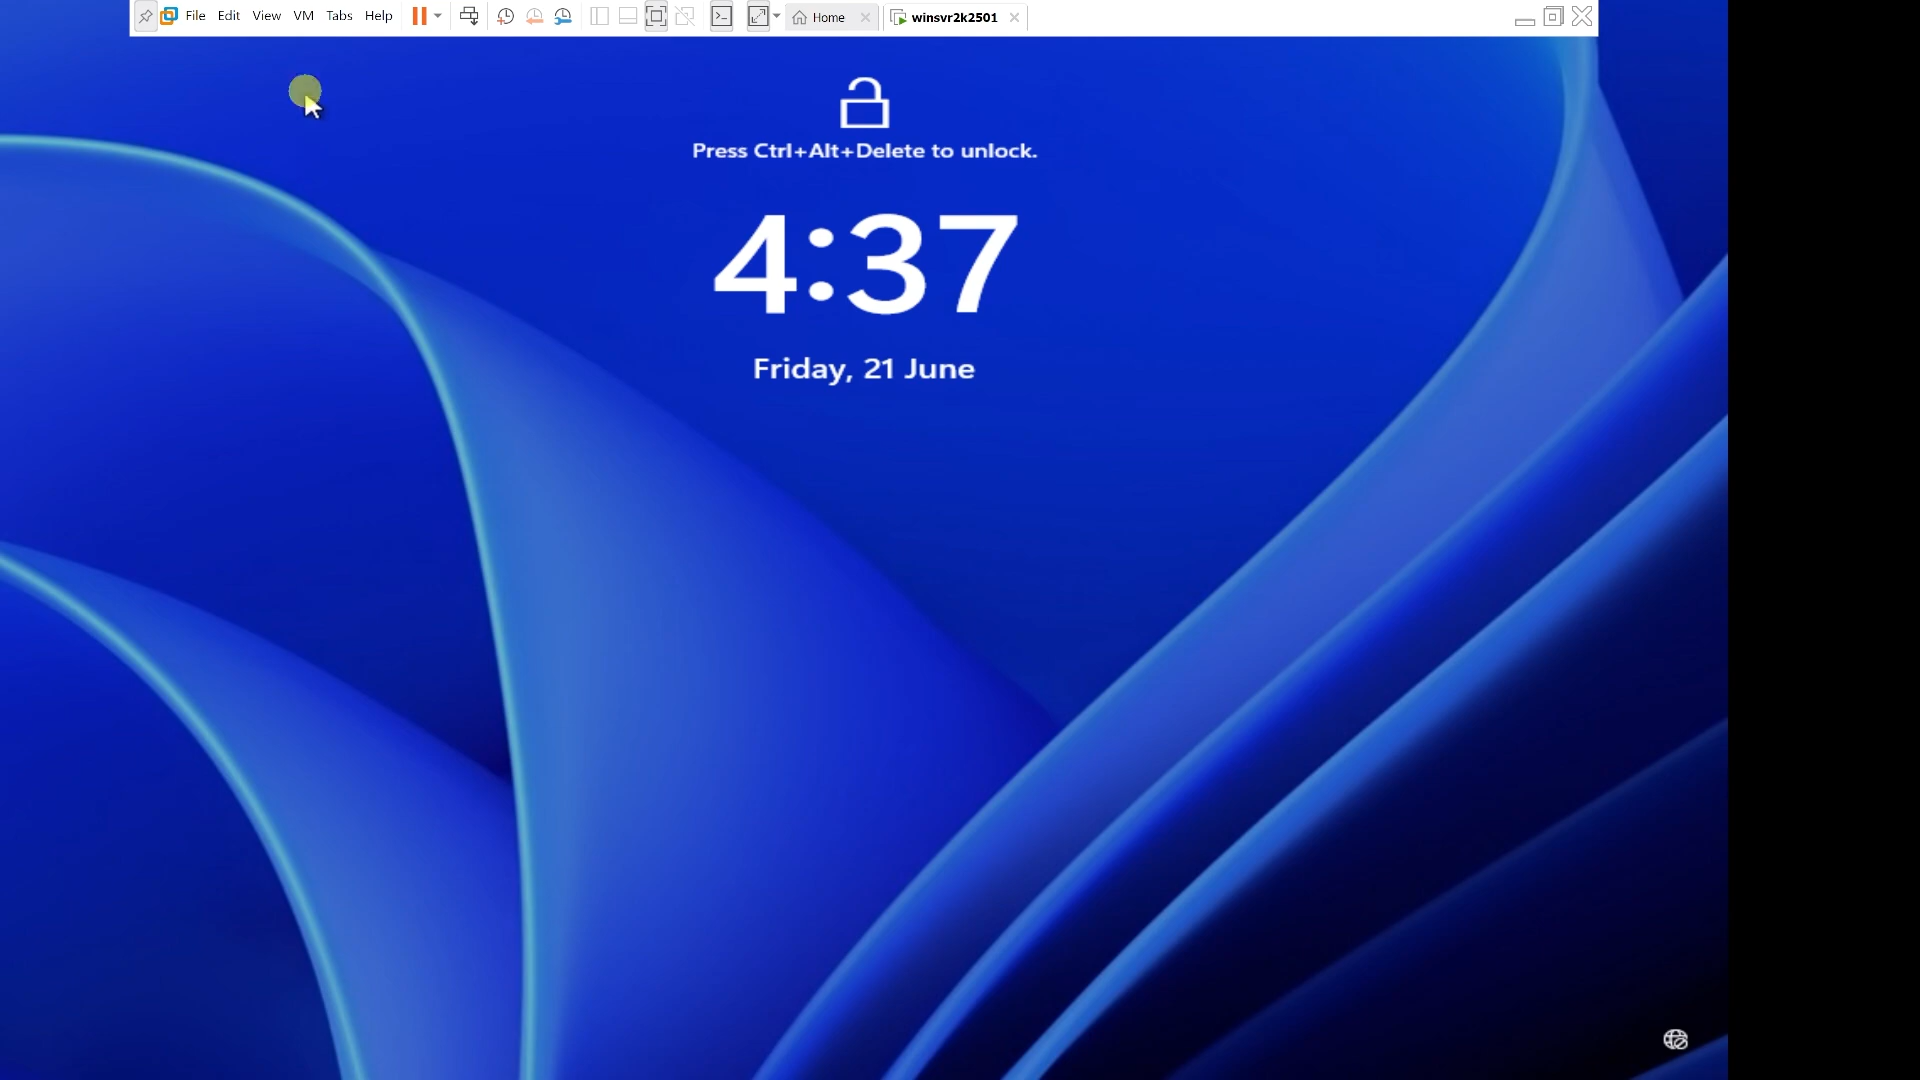 File Edit View VM Tabs Help Home winsvr2k2501
Press Ctrl+Alt+Delete to unlock.
4:37
Friday, 21 June